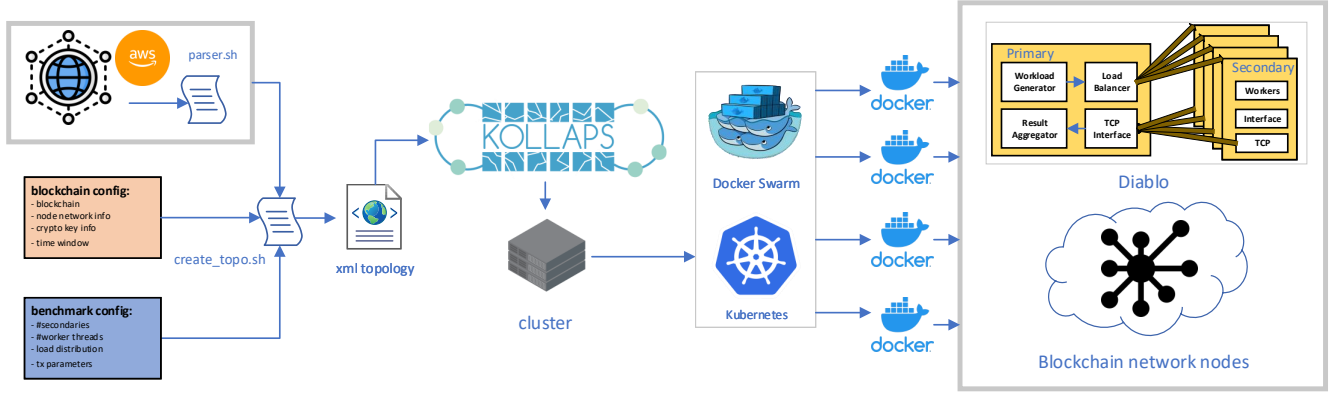 aws
parser.sh
blockchain config:
- blockchain
- node network info
- crypto key info
- time window
create_topo.sh
benchmark config:
- #secondaries
- #worker threads
- load distribution
- tx parameters
xml topology
KOLLAPS
cluster
Docker Swarm
Kubernetes
docker
docker
docker
docker
Primary
Workload
Generator
Load
Balancer
Result
Aggregator
TCP
Interface
Secondary
Workers
Interface
TCP
Diablo
Blockchain network nodes